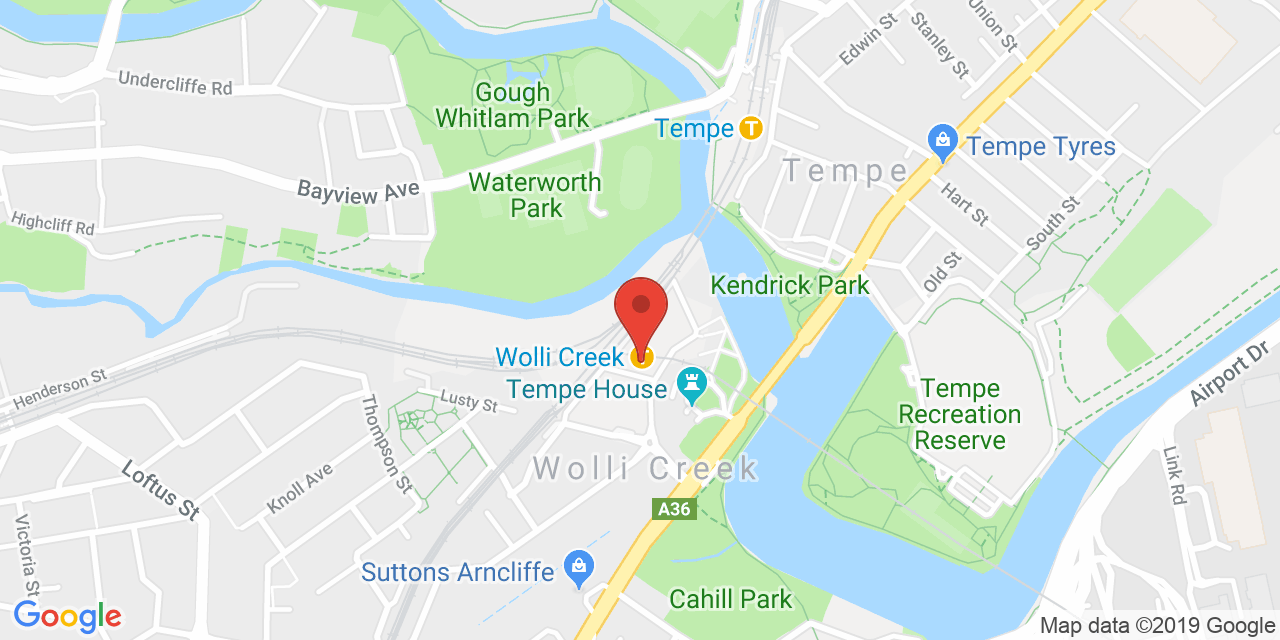 Edwin St
Stanley St
Union St
Undercliffe Rd
Gough
Whitlam Park
Tempe
T
Tempe Tyres
Tempe
Bayview Ave
Waterworth
Park
Hart St
South St
Highcliff Rd
Old St
Kendrick Park
Wolli Creek
Tempe House
Henderson St
Lusty St
Airport Dr
Tempe
Recreation
Reserve
Thompson St
Loftus St
Knoll Ave
Wolli Creek
Link Rd
A36
Victoria St
Suttons Arncliffe
Cahill Park
Google
Map data ©2019 Google